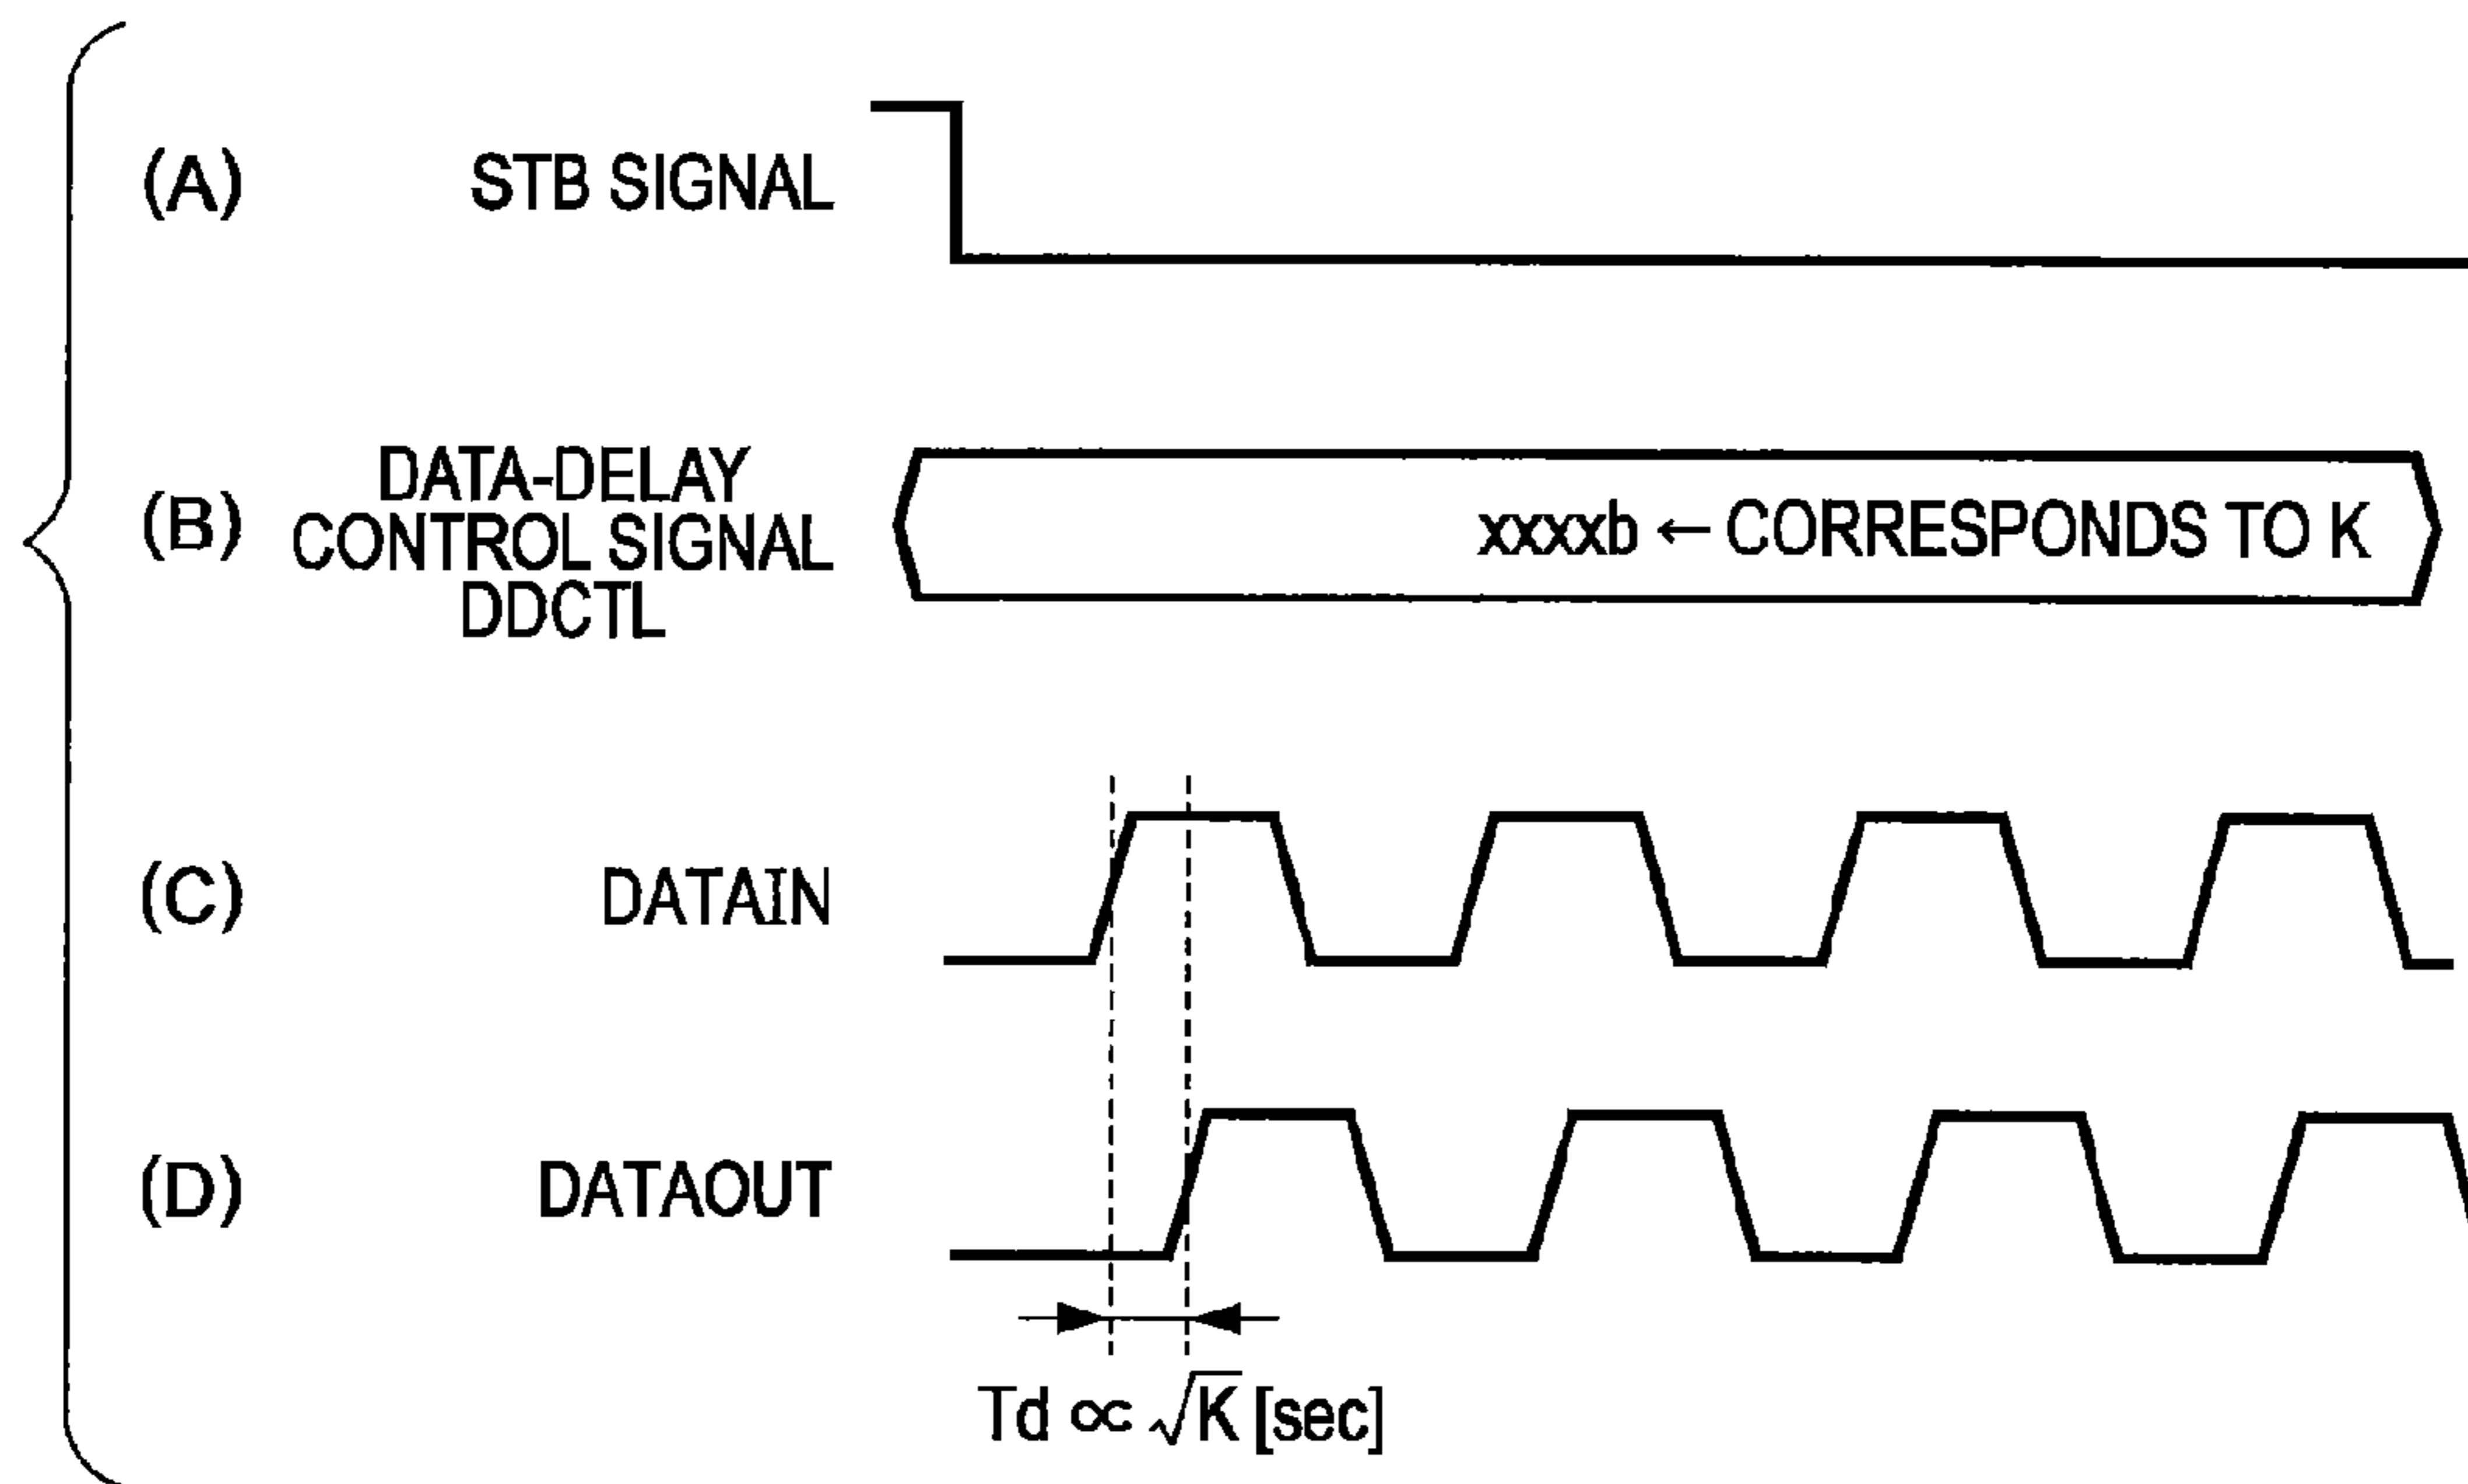 (A) STB SIGNAL
(B) DATA-DELAY
CONTROL SIGNAL
DDCTL
xxxxb ← CORRESPONDS TO K
(C) DATAIN
(D) DATAOUT
Td ∝ √K [sec]